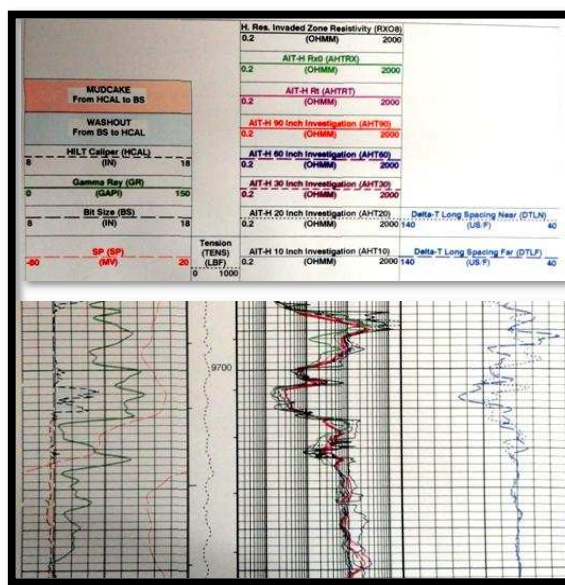 H. Res. Invaded Zone Resistivity (RXO8)
0.2 (OHMM) 2000
AIT-H Rx0 (AHTRX)
0.2 (OHMM) 2000
AIT-H Rt (AHTRT)
0.2 (OHMM) 2000
MUDCAKE
From HCAL to BS
AIT-H 90 Inch Investigation (AHT90)
0.2 (OHMM) 2000
WASHOUT
From BS to HCAL
HILT Caliper (HCAL)
8 (IN) 18
AIT-H 60 Inch Investigation (AHT60)
0.2 (OHMM) 2000
Gamma Ray (GR)
0 (GAPI) 150
AIT-H 30 Inch Investigation (AHT30)
0.2 (OHMM) 2000
Bit Size (BS)
8 (IN) 18
AIT-H 20 Inch Investigation (AHT20)
0.2 (OHMM) 2000
Delta-T Long Spacing Near (DTLN)
140 (US/F) 40
SP (SP)
-80 (MV) 20
Tension
(TENS)
(LBF)
0 1000
AIT-H 10 Inch Investigation (AHT10)
0.2 (OHMM) 2000
Delta-T Long Spacing Far (DTLF)
140 (US/F) 40
9700